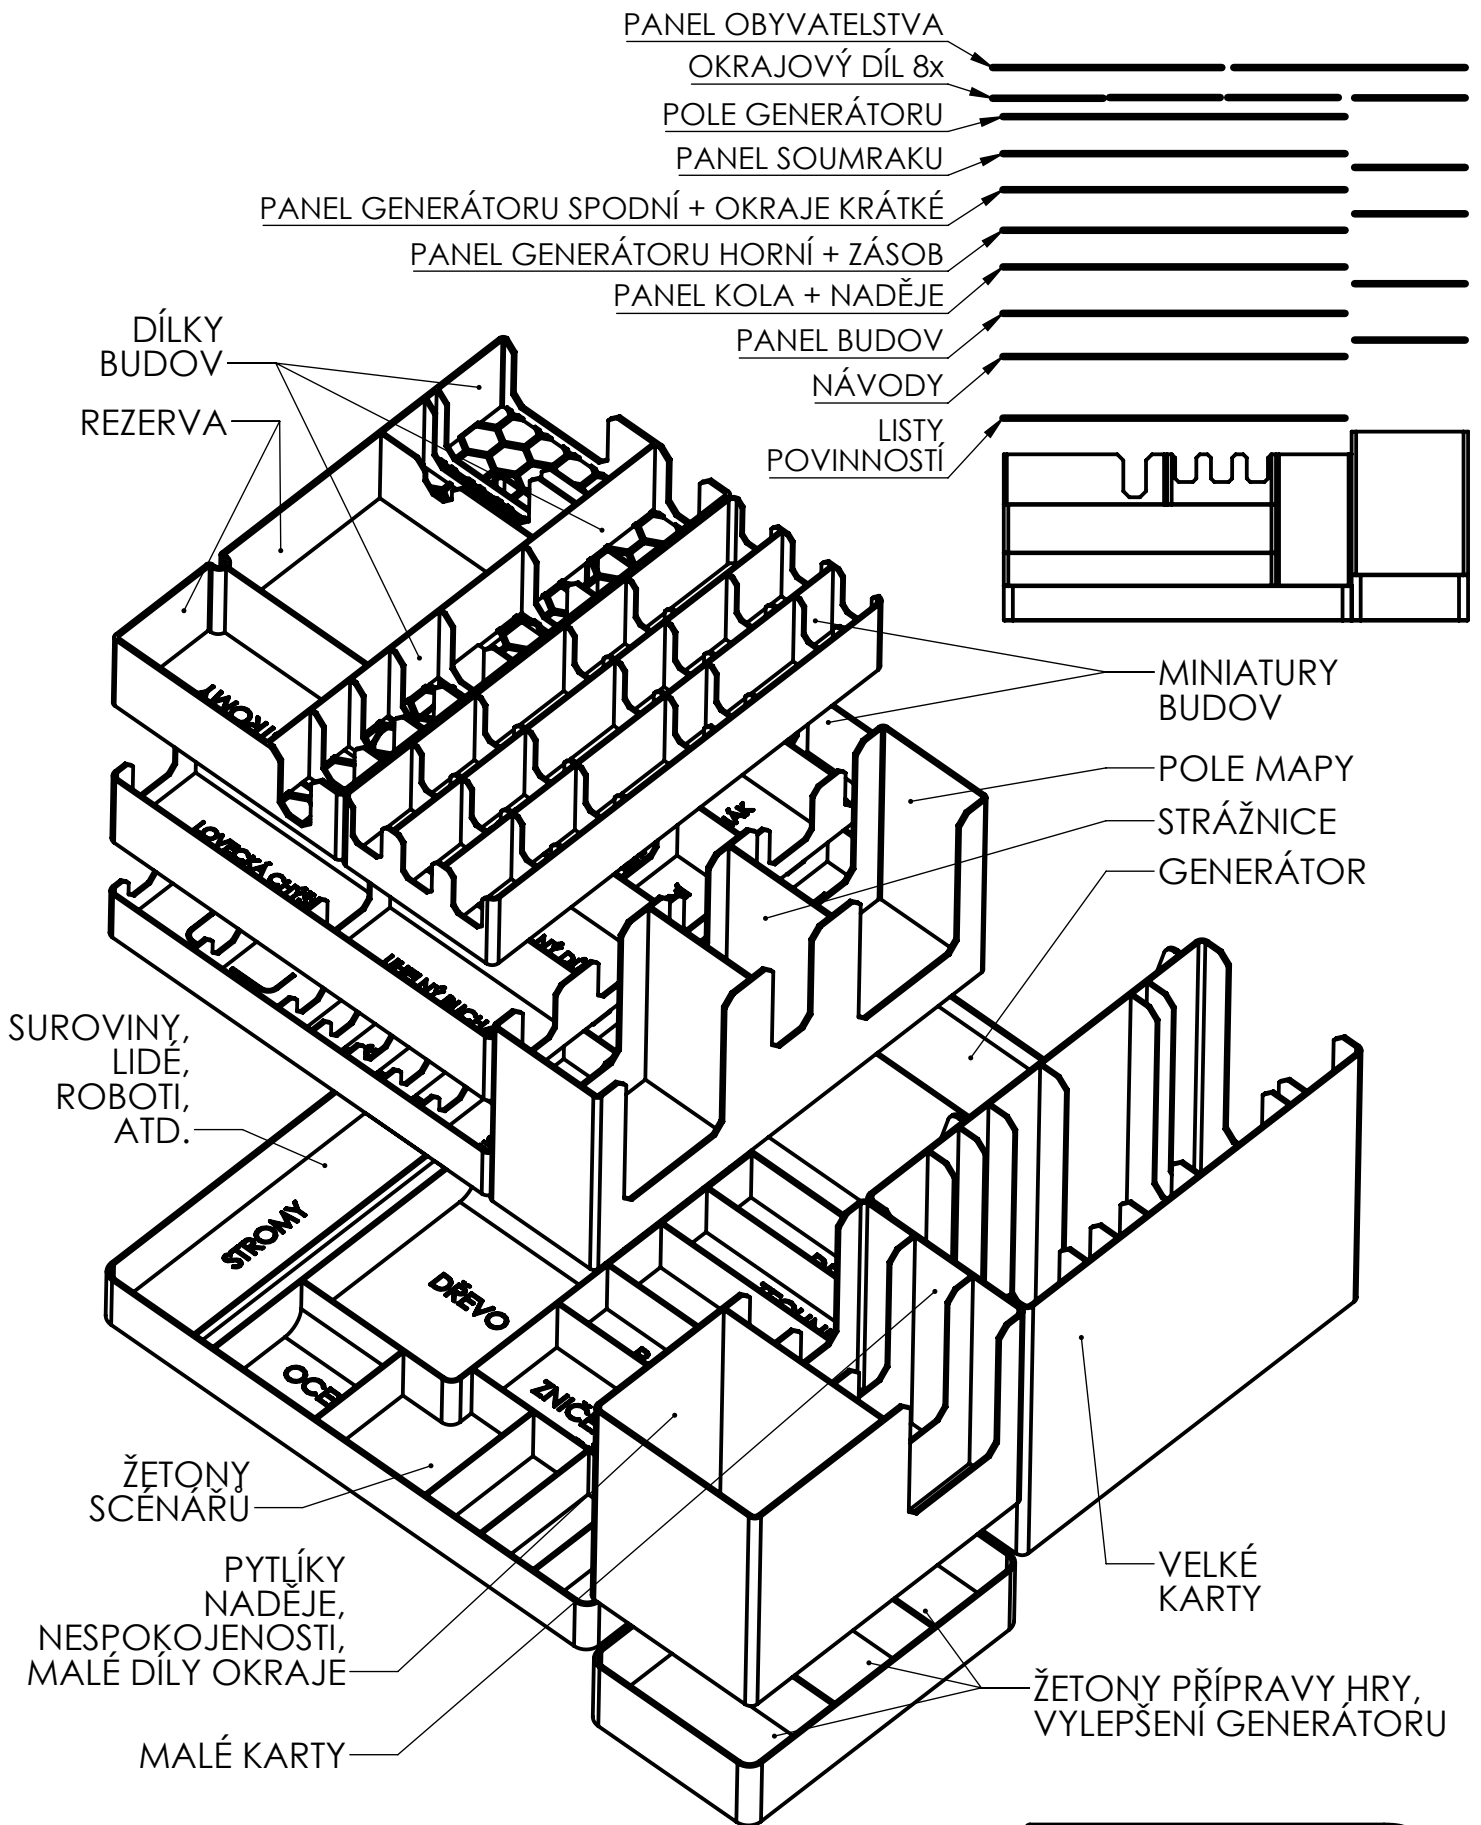 PANEL OBYVATELSTVA
OKRAJOVÝ DÍL 8x
POLE GENERÁTORU
PANEL SOUMRAKU
PANEL GENERÁTORU SPODNÍ + OKRAJE KRÁTKÉ
PANEL GENERÁTORU HORNÍ + ZÁSOB
PANEL KOLA + NADĚJE
PANEL BUDOV
NÁVODY
LISTY
POVINNOSTÍ
DÍLKY
BUDOV
REZERVA
MINIATURY
BUDOV
POLE MAPY
STRÁŽNICE
GENERÁTOR
LOVECKÁ
SUROVINY,
LIDÉ,
ROBOTI,
ATD.
STROMY
DŘEVO
OCE
ZNIČE
ŽETONY
SCÉNÁŘŮ
PYTLÍKY
NADĚJE,
NESPOKOJENOSTI,
MALÉ DÍLY OKRAJE
MALÉ KARTY
VELKÉ
KARTY
ŽETONY PŘÍPRAVY HRY,
VYLEPŠENÍ GENERÁTORU